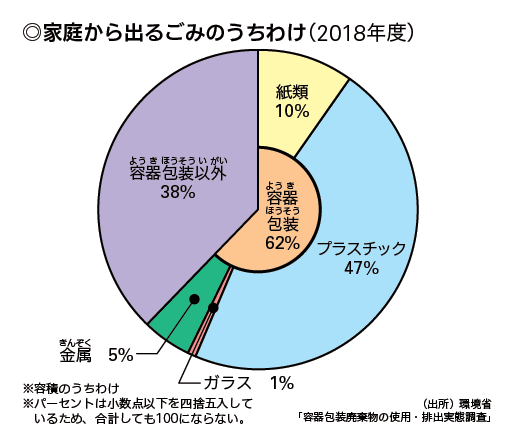 ◎家庭から出るごみのうちわけ（2018年度）
紙類
10%
ようきほうそういがい
容器包装以外
38%
ようき
容器
ほうそう
包装
62%
プラスチック
47%
きんぞく
金属 5%
ガラス 1%
※容積のうちわけ
※パーセントは小数点以下を四捨五入して
いるため、合計しても100にならない。
（出所）環境省
「容器包装廃棄物の使用・排出実態調査」